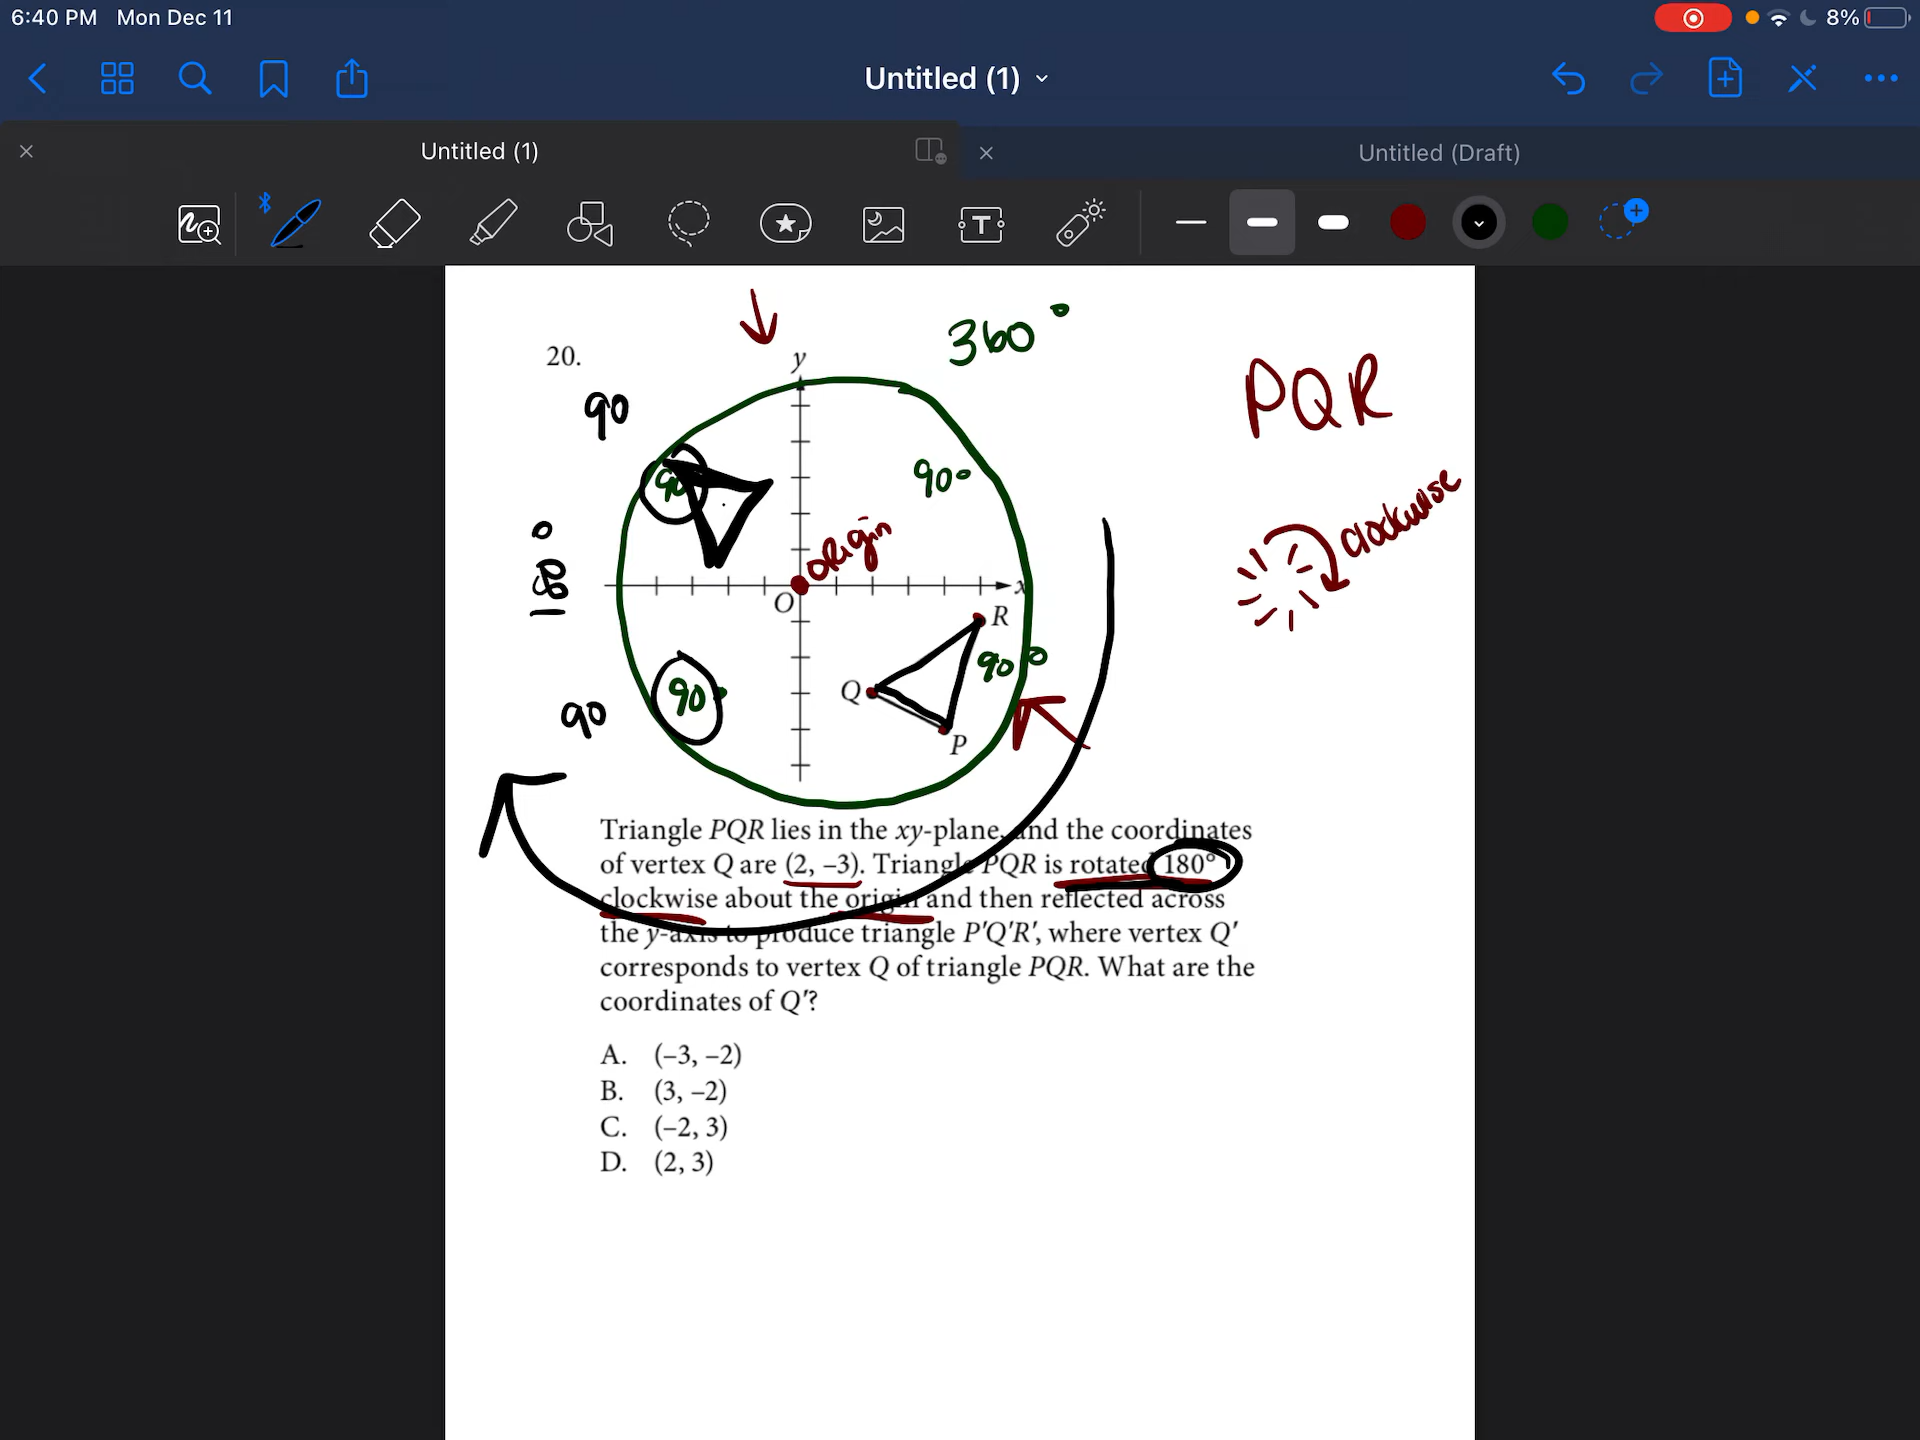 6:40 PM Mon Dec 11
8%
Untitled (1)
Untitled (1)
Untitled (Draft)
T
360°
20.
y
PQR
90
90
90°
clockwise
origin
180°
x
O
R
90°
Q
90°
90
P
Triangle PQR lies in the xy-plane, and the coordinates
of vertex Q are (2, –3). Triangle PQR is rotated 180°
clockwise about the origin and then reflected across
the y-axis to produce triangle P′Q′R′, where vertex Q′
corresponds to vertex Q of triangle PQR. What are the
coordinates of Q′?
A. (–3, –2)
B. (3, –2)
C. (–2, 3)
D. (2, 3)